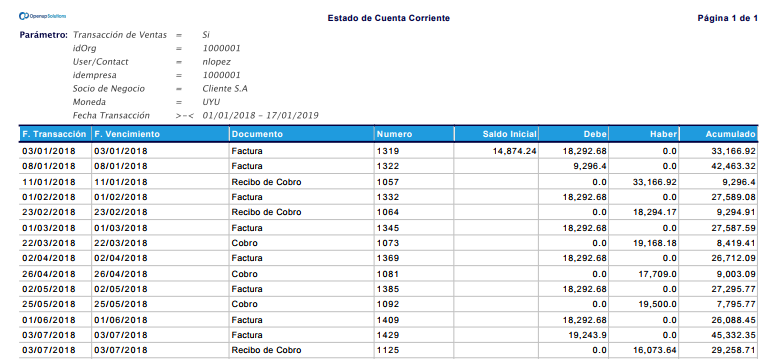 Openup Solutions
Estado de Cuenta Corriente
Página 1 de 1
Parámetro: Transacción de Ventas = Si
idOrg = 1000001
User/Contact = nlopez
idempresa = 1000001
Socio de Negocio = Cliente S.A
Moneda = UYU
Fecha Transacción >-< 01/01/2018 - 17/01/2019
F. Transacción F. Vencimiento Documento Numero Saldo Inicial Debe Haber Acumulado
03/01/2018 03/01/2018 Factura 1319 14,874.24 18,292.68 0.0 33,166.92
08/01/2018 08/01/2018 Factura 1322 9,296.4 0.0 42,463.32
11/01/2018 11/01/2018 Recibo de Cobro 1057 0.0 33,166.92 9,296.4
01/02/2018 01/02/2018 Factura 1332 18,292.68 0.0 27,589.08
23/02/2018 23/02/2018 Recibo de Cobro 1064 0.0 18,294.17 9,294.91
01/03/2018 01/03/2018 Factura 1345 18,292.68 0.0 27,587.59
22/03/2018 22/03/2018 Cobro 1073 0.0 19,168.18 8,419.41
02/04/2018 02/04/2018 Factura 1369 18,292.68 0.0 26,712.09
26/04/2018 26/04/2018 Cobro 1081 0.0 17,709.0 9,003.09
02/05/2018 02/05/2018 Factura 1385 18,292.68 0.0 27,295.77
25/05/2018 25/05/2018 Cobro 1092 0.0 19,500.0 7,795.77
01/06/2018 01/06/2018 Factura 1409 18,292.68 0.0 26,088.45
03/07/2018 03/07/2018 Factura 1429 19,243.9 0.0 45,332.35
03/07/2018 03/07/2018 Recibo de Cobro 1125 0.0 16,073.64 29,258.71